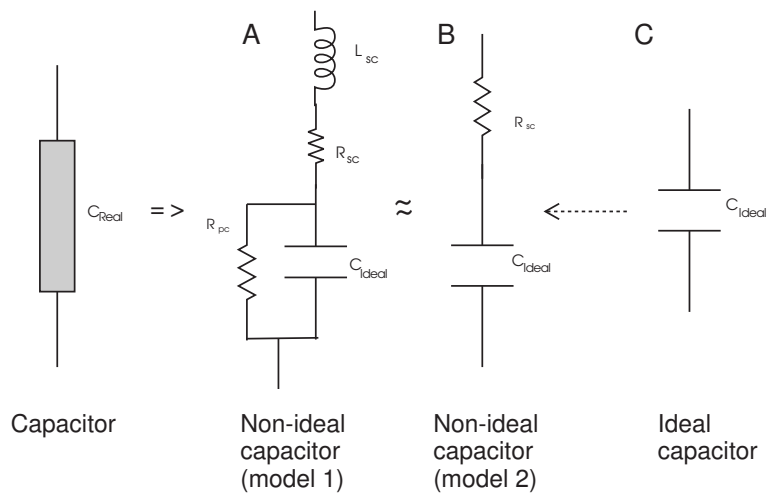 A
B
C
L sc
R sc
R sc
C Real
= >
R pc
C Ideal
≈
C Ideal
C Ideal
Capacitor
Non-ideal
capacitor
(model 1)
Non-ideal
capacitor
(model 2)
Ideal
capacitor